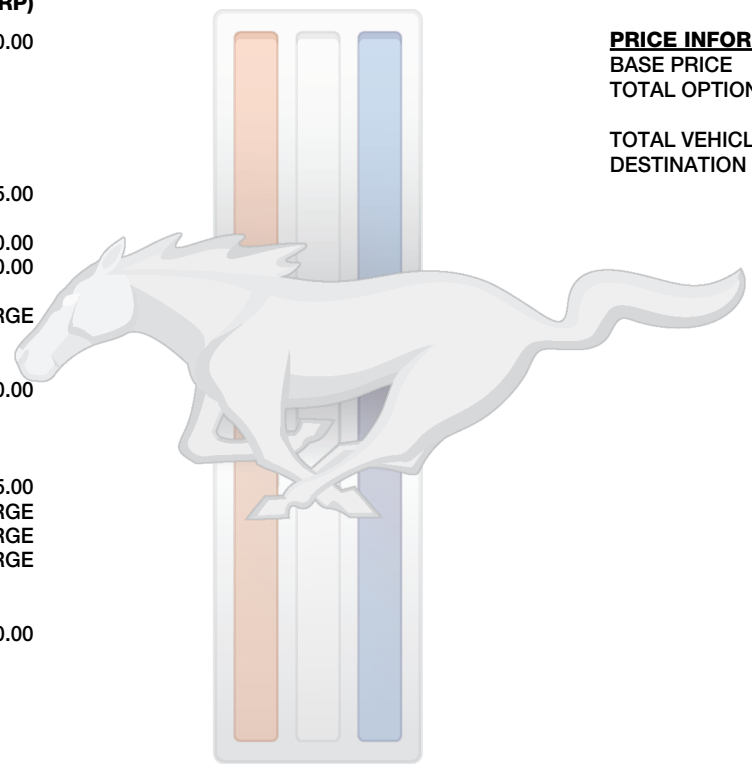 RP)
0.00
5.00
0.00
0.00
RGE
0.00
5.00
RGE
RGE
RGE
0.00
PRICE INFOR
BASE PRICE
TOTAL OPTION
TOTAL VEHICL
DESTINATION